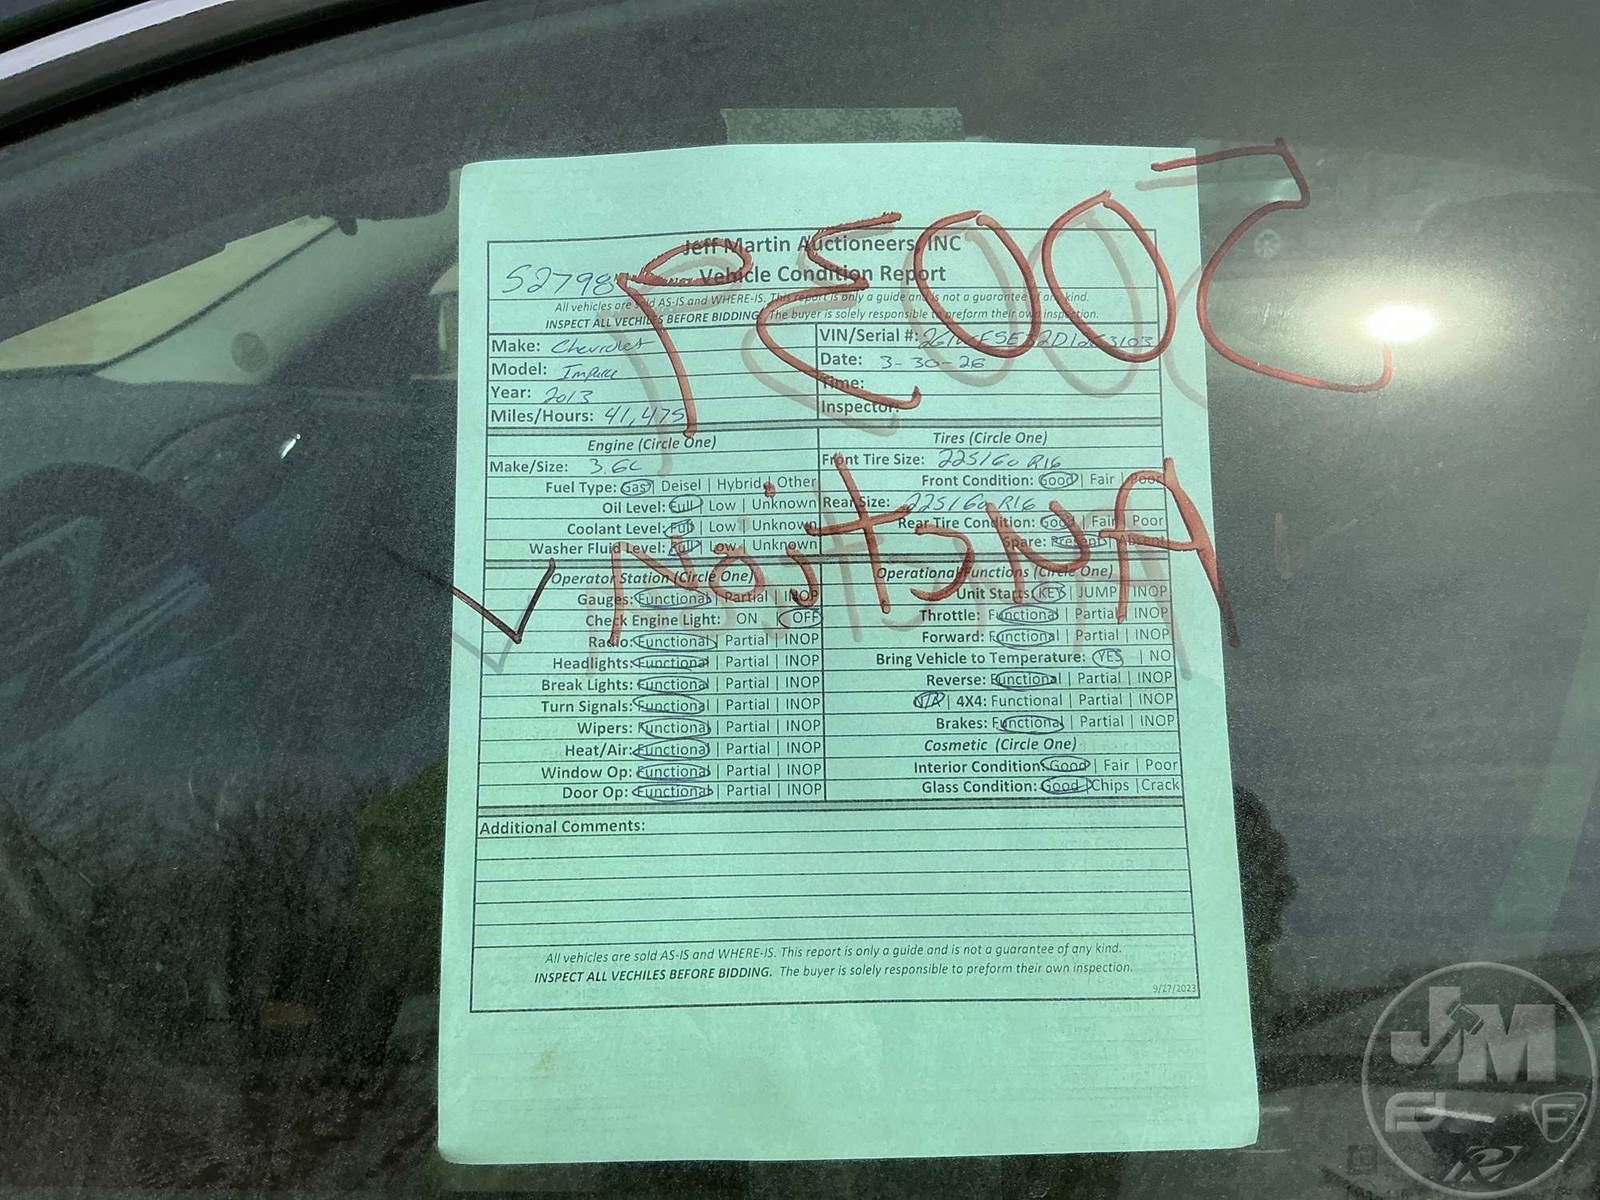 Jeff Martin Auctioneers, INC
52798 Vehicle Condition Report
All vehicles are sold AS-IS and WHERE-IS. This report is only a guide and is not a guarantee of any kind.
INSPECT ALL VECHILES BEFORE BIDDING. The buyer is solely responsible to preform their own inspection.
Make: Chevrolet
Model: Impala
Year: 2013
Miles/Hours: 41,475
VIN/Serial #:
Date: 3-30-26
Time:
Inspector:
Engine (Circle One)
Make/Size: 3.6L
Fuel Type: Gas | Deisel | Hybrid | Other
Oil Level: Full | Low | Unknown
Coolant Level: Full | Low | Unknown
Washer Fluid Level: Full | Low | Unknown
Tires (Circle One)
Front Tire Size: 225/60 R16
Front Condition: Good | Fair | Poor
Rear Size: 225/60 R16
Rear Tire Condition: Good | Fair | Poor
Spare: Present | Absent
Operator Station (Circle One)
Gauges: Functional | Partial | INOP
Check Engine Light: ON | OFF
Radio: Functional | Partial | INOP
Headlights: Functional | Partial | INOP
Break Lights: Functional | Partial | INOP
Turn Signals: Functional | Partial | INOP
Wipers: Functional | Partial | INOP
Heat/Air: Functional | Partial | INOP
Window Op: Functional | Partial | INOP
Door Op: Functional | Partial | INOP
Operational Functions (Circle One)
Unit Starts: KEY | JUMP | INOP
Throttle: Functional | Partial | INOP
Forward: Functional | Partial | INOP
Bring Vehicle to Temperature: YES | NO
Reverse: Functional | Partial | INOP
N/A | 4X4: Functional | Partial | INOP
Brakes: Functional | Partial | INOP
Cosmetic (Circle One)
Interior Condition: Good | Fair | Poor
Glass Condition: Good | Chips | Crack
Additional Comments:
All vehicles are sold AS-IS and WHERE-IS. This report is only a guide and is not a guarantee of any kind.
INSPECT ALL VECHILES BEFORE BIDDING. The buyer is solely responsible to preform their own inspection.
9/27/2023
JM